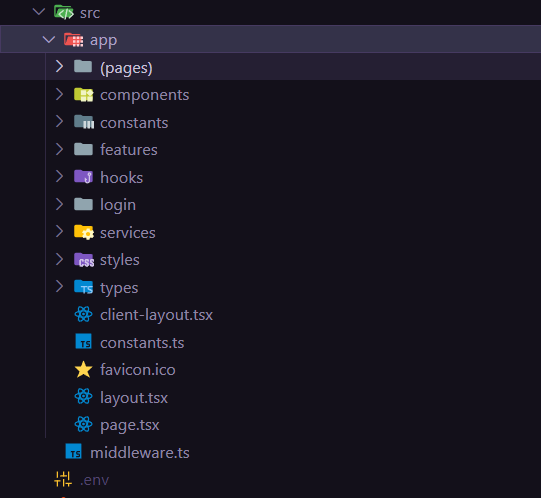 src
app
(pages)
components
constants
features
hooks
login
services
styles
types
client-layout.tsx
constants.ts
favicon.ico
layout.tsx
page.tsx
middleware.ts
.env